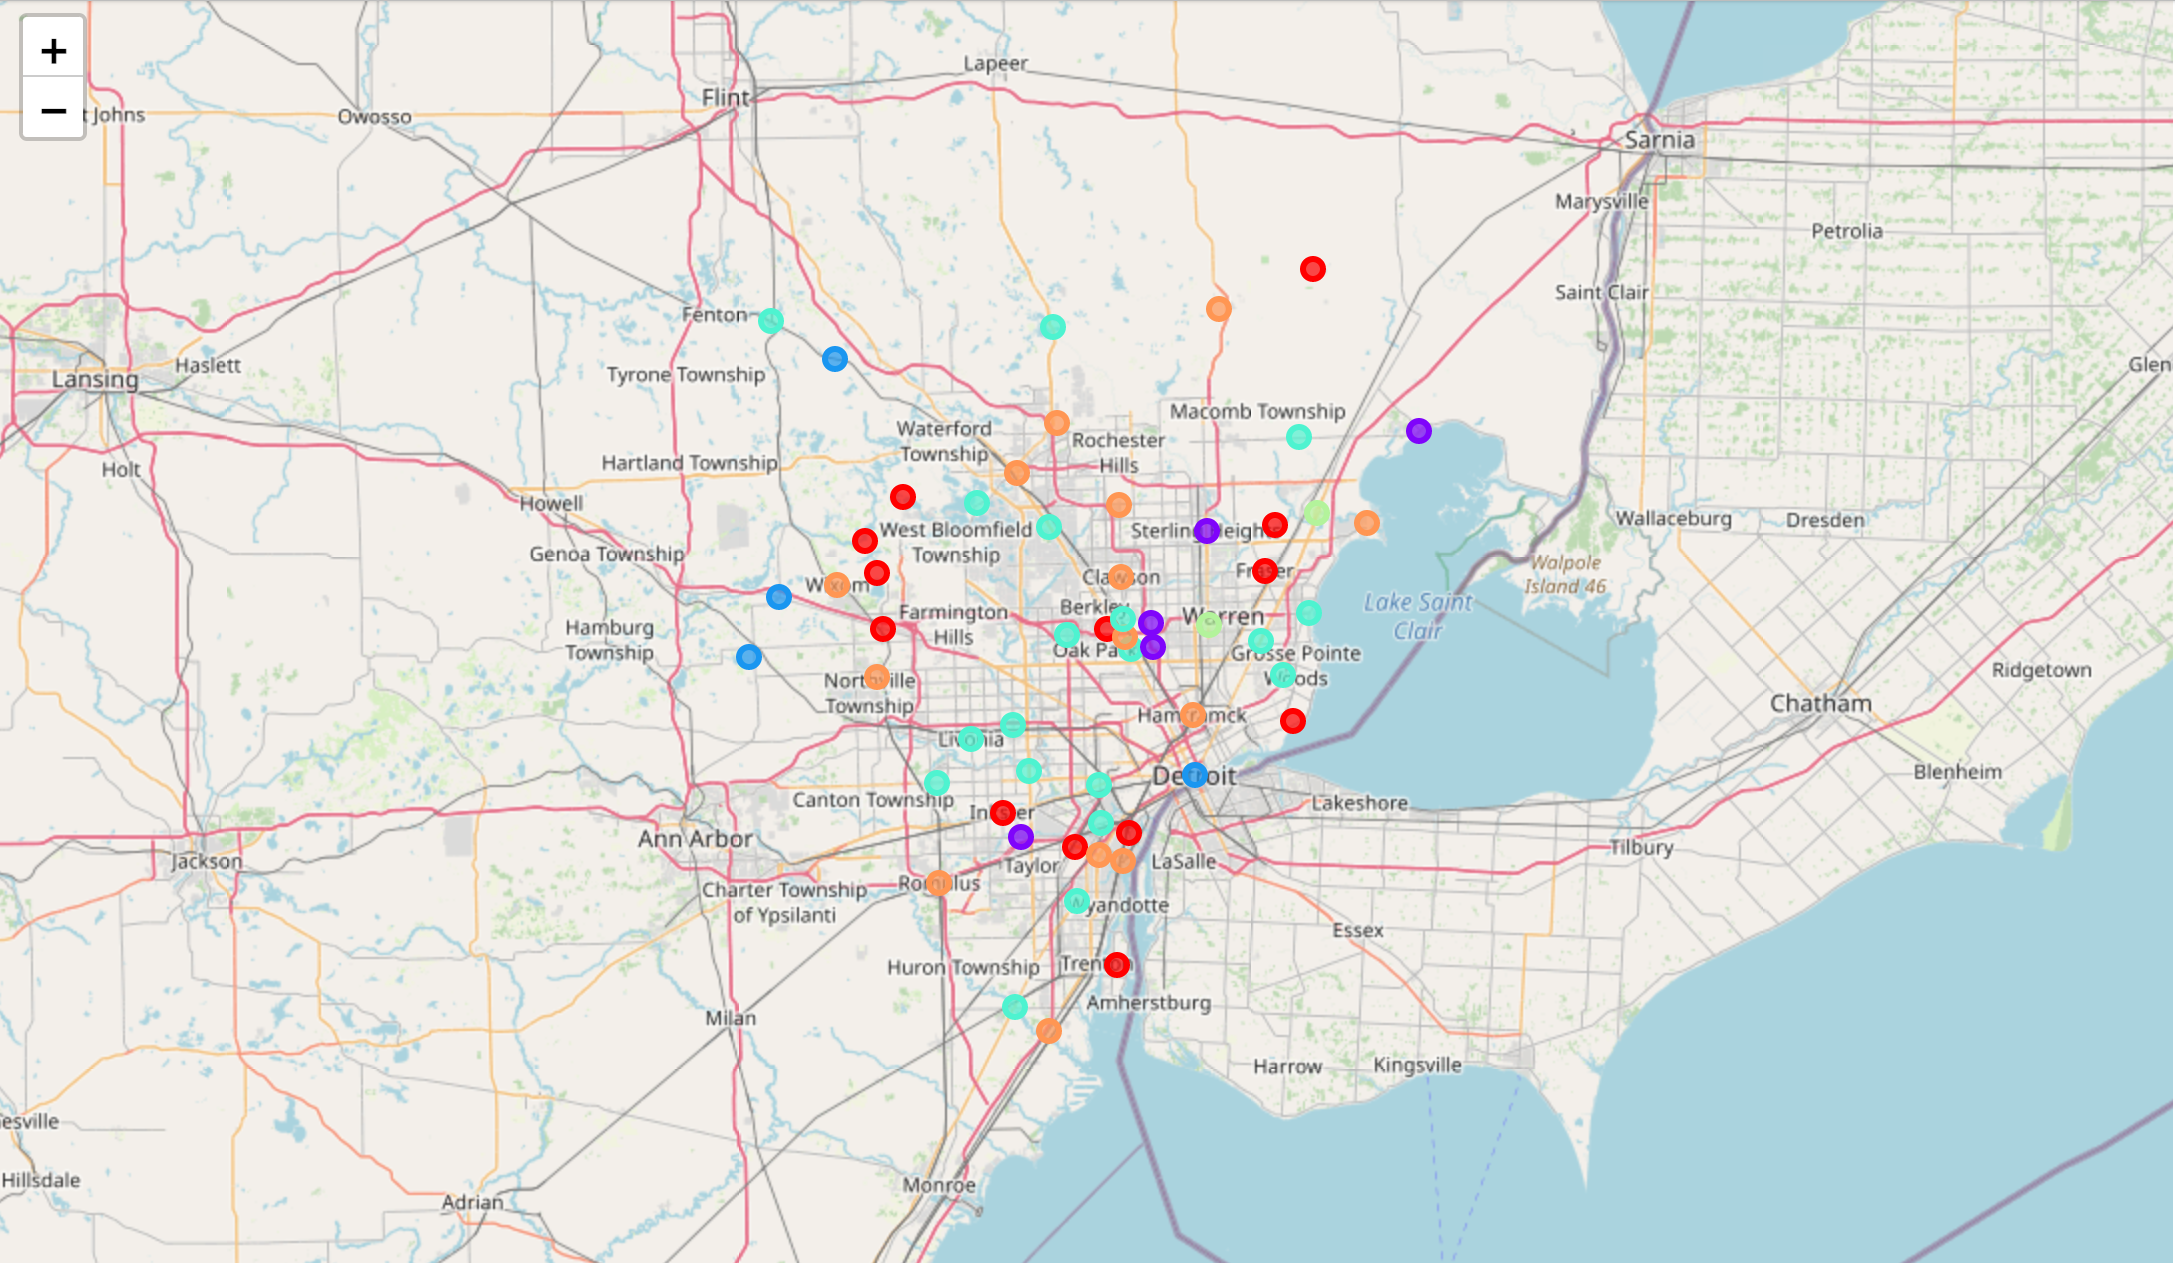 +
−
Lapeer
Flint
t Johns
Owosso
Sarnia
Marysville
Petrolia
Saint Clair
Fenton
Haslett
Lansing
Tyrone Township
Glen
Macomb Township
Waterford
Township
Rochester
Hills
Hartland Township
Holt
Howell
West Bloomfield
Township
Sterling Heights
Wallaceburg
Dresden
Genoa Township
Walpole
Island 46
Clawson
Fraser
Wixom
Berkley
Warren
Lake Saint
Clair
Farmington
Hills
Hamburg
Township
Oak Park
Grosse Pointe
Woods
Ridgetown
Northville
Township
Chatham
Hamtramck
Livonia
Detroit
Blenheim
Canton Township
Lakeshore
Inkster
Ann Arbor
Tilbury
Jackson
Taylor
LaSalle
Charter Township
of Ypsilanti
Romulus
Wyandotte
Essex
Huron Township
Trenton
Amherstburg
Milan
Harrow
Kingsville
esville
Hillsdale
Monroe
Adrian